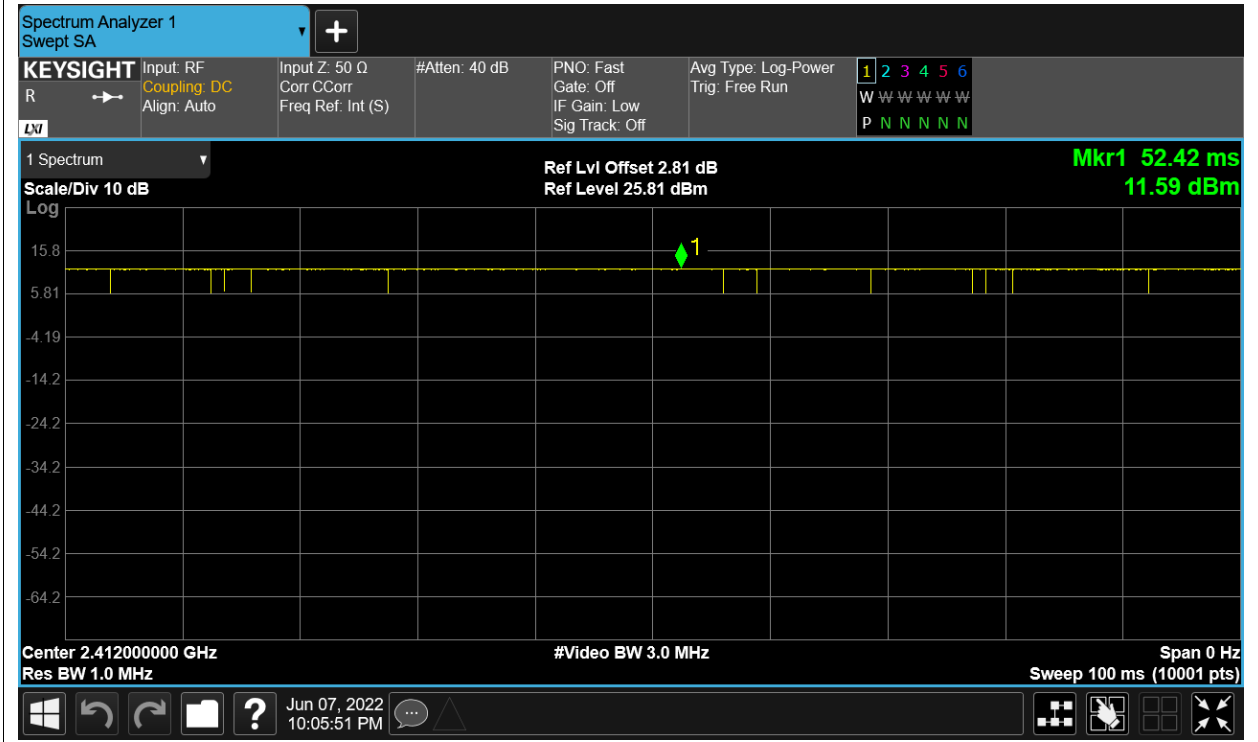 Spectrum Analyzer 1
Swept SA
+
KEYSIGHT
R
LXI
Input: RF
Coupling: DC
Align: Auto
Input Z: 50 Ω
Corr CCorr
Freq Ref: Int (S)
#Atten: 40 dB
PNO: Fast
Gate: Off
IF Gain: Low
Sig Track: Off
Avg Type: Log-Power
Trig: Free Run
1 2 3 4 5 6
W W W W W W
P N N N N N
1 Spectrum
Scale/Div 10 dB
Ref Lvl Offset 2.81 dB
Ref Level 25.81 dBm
Mkr1 52.42 ms
11.59 dBm
Log
15.8
5.81
-4.19
-14.2
-24.2
-34.2
-44.2
-54.2
-64.2
1
Center 2.412000000 GHz
Res BW 1.0 MHz
#Video BW 3.0 MHz
Span 0 Hz
Sweep 100 ms (10001 pts)
?
Jun 07, 2022
10:05:51 PM